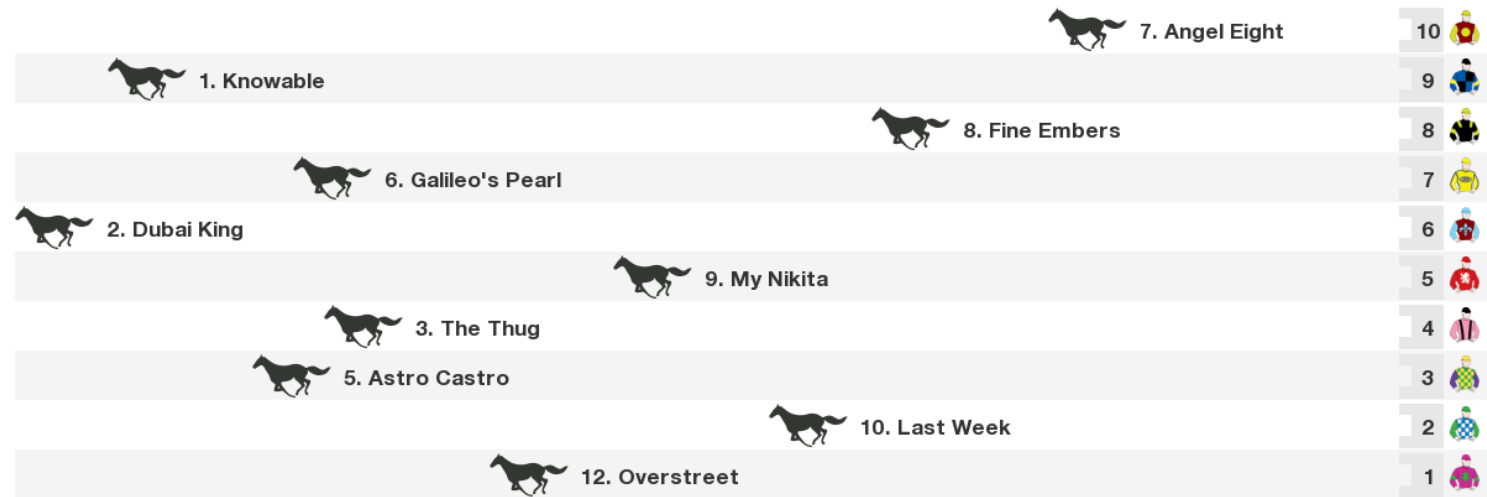 7. Angel Eight 10
1. Knowable 9
8. Fine Embers 8
6. Galileo's Pearl 7
2. Dubai King 6
9. My Nikita 5
3. The Thug 4
5. Astro Castro 3
10. Last Week 2
12. Overstreet 1